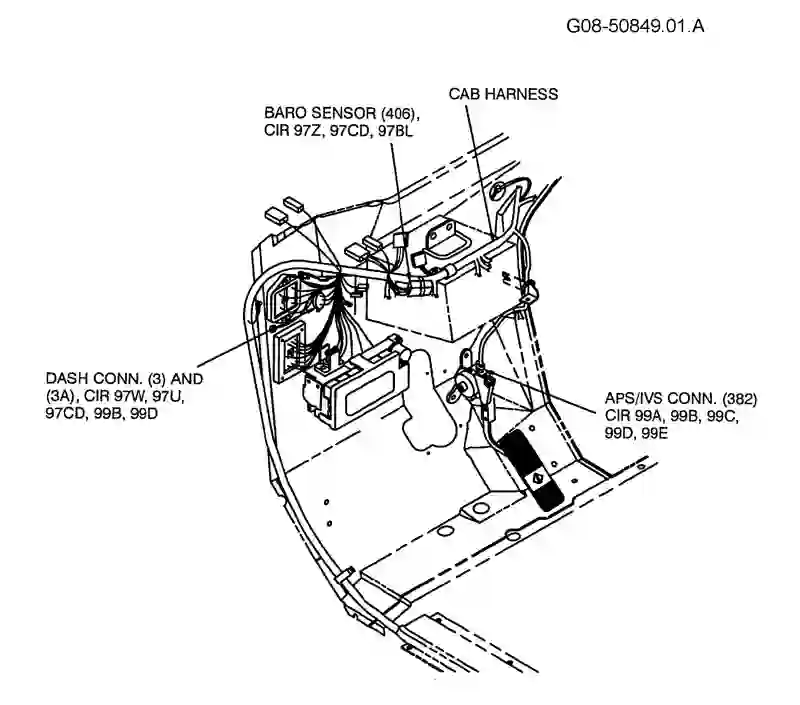 G08-50849.01.A
CAB HARNESS
BARO SENSOR (406),
CIR 97Z, 97CD, 97BL
DASH CONN. (3) AND
(3A), CIR 97W, 97U,
97CD, 99B, 99D
APS/IVS CONN. (382)
CIR 99A, 99B, 99C,
99D, 99E